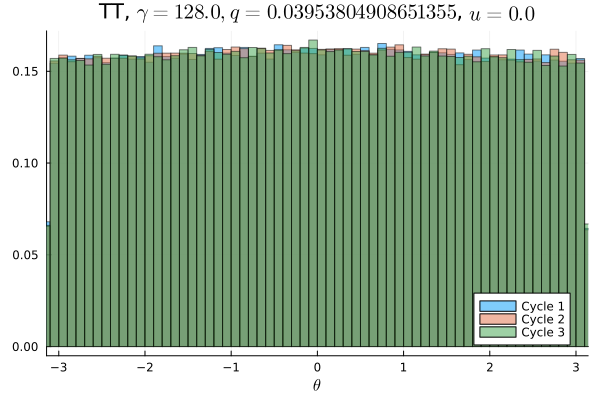 TT, γ = 128.0, q = 0.03953804908651355, u = 0.0
0.15
0.10
0.05
0.00
−3 −2 −1 0 1 2 3
θ
Cycle 1
Cycle 2
Cycle 3